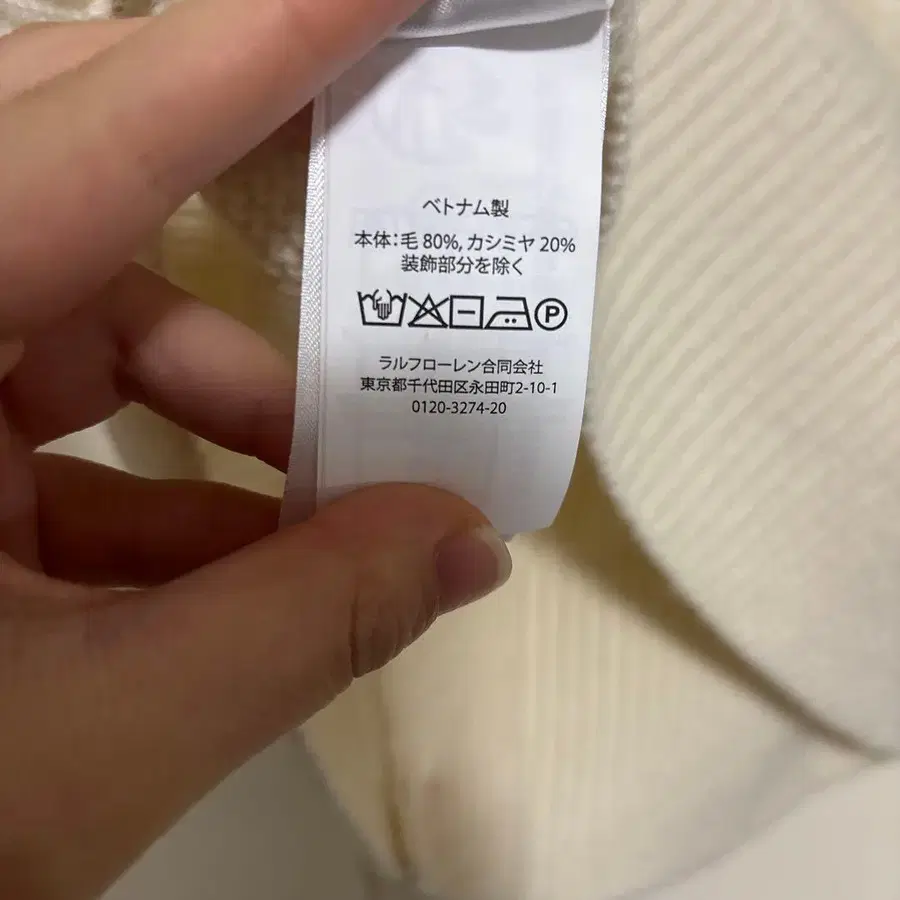 ベトナム製
本体：毛 80%, カシミヤ 20%
装飾部分を除く
P
ラルフローレン合同会社
東京都千代田区永田町2-10-1
0120-3274-20